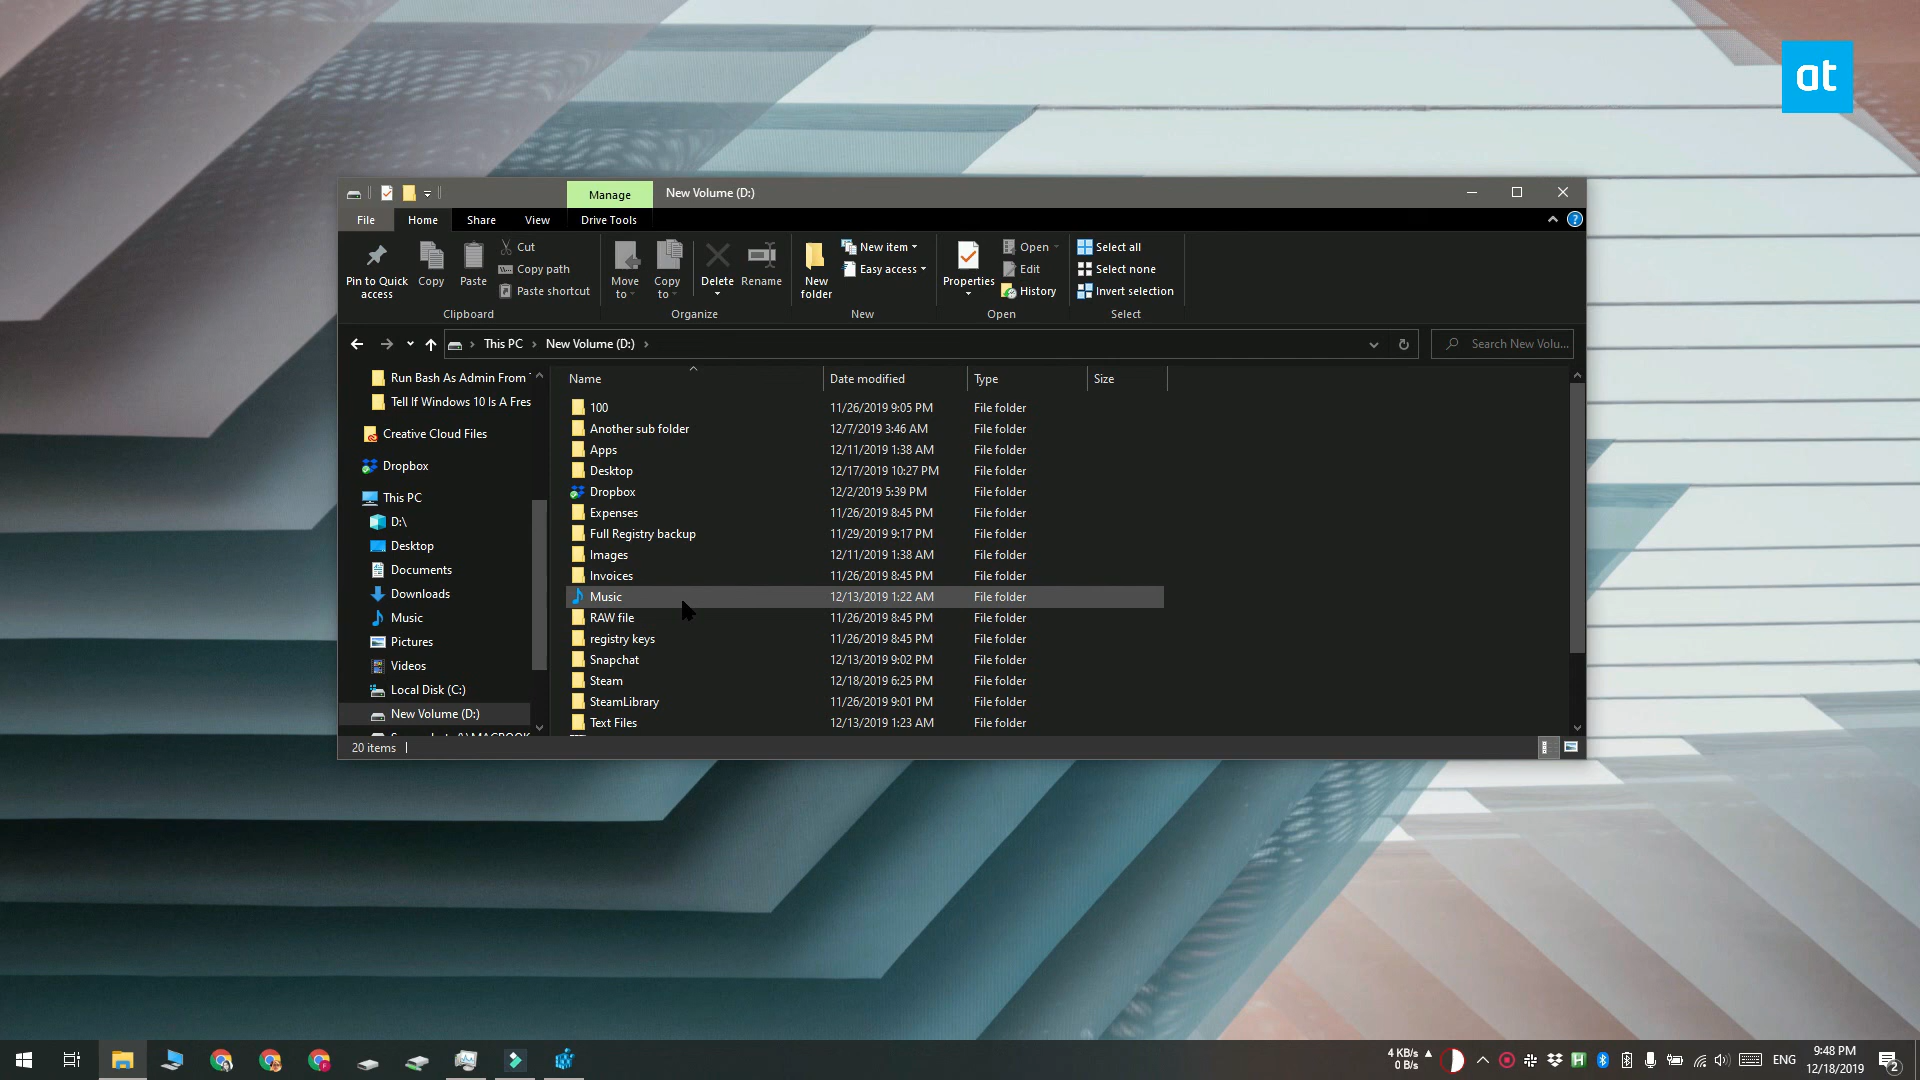 at
Manage
New Volume (D:)
File
Home
Share
View
Drive Tools
Pin to Quick access
Copy
Paste
Cut
Copy path
Paste shortcut
Clipboard
Move to
Copy to
Delete
Rename
Organize
New folder
New item
Easy access
New
Properties
Open
Edit
History
Open
Select all
Select none
Invert selection
Select
This PC > New Volume (D:) >
Search New Volu...
Run Bash As Admin From
Tell If Windows 10 Is A Fres
Creative Cloud Files
Dropbox
This PC
D:\
Desktop
Documents
Downloads
Music
Pictures
Videos
Local Disk (C:)
New Volume (D:)
Name Date modified Type Size
100 11/26/2019 9:05 PM File folder
Another sub folder 12/7/2019 3:46 AM File folder
Apps 12/11/2019 1:38 AM File folder
Desktop 12/17/2019 10:27 PM File folder
Dropbox 12/2/2019 5:39 PM File folder
Expenses 11/26/2019 8:45 PM File folder
Full Registry backup 11/29/2019 9:17 PM File folder
Images 12/11/2019 1:38 AM File folder
Invoices 11/26/2019 8:45 PM File folder
Music 12/13/2019 1:22 AM File folder
RAW file 11/26/2019 8:45 PM File folder
registry keys 11/26/2019 8:45 PM File folder
Snapchat 12/13/2019 9:02 PM File folder
Steam 12/18/2019 6:25 PM File folder
SteamLibrary 11/26/2019 9:01 PM File folder
Text Files 12/13/2019 1:23 AM File folder
20 items
4 KB/s
0 B/s
ENG
9:48 PM
12/18/2019
2